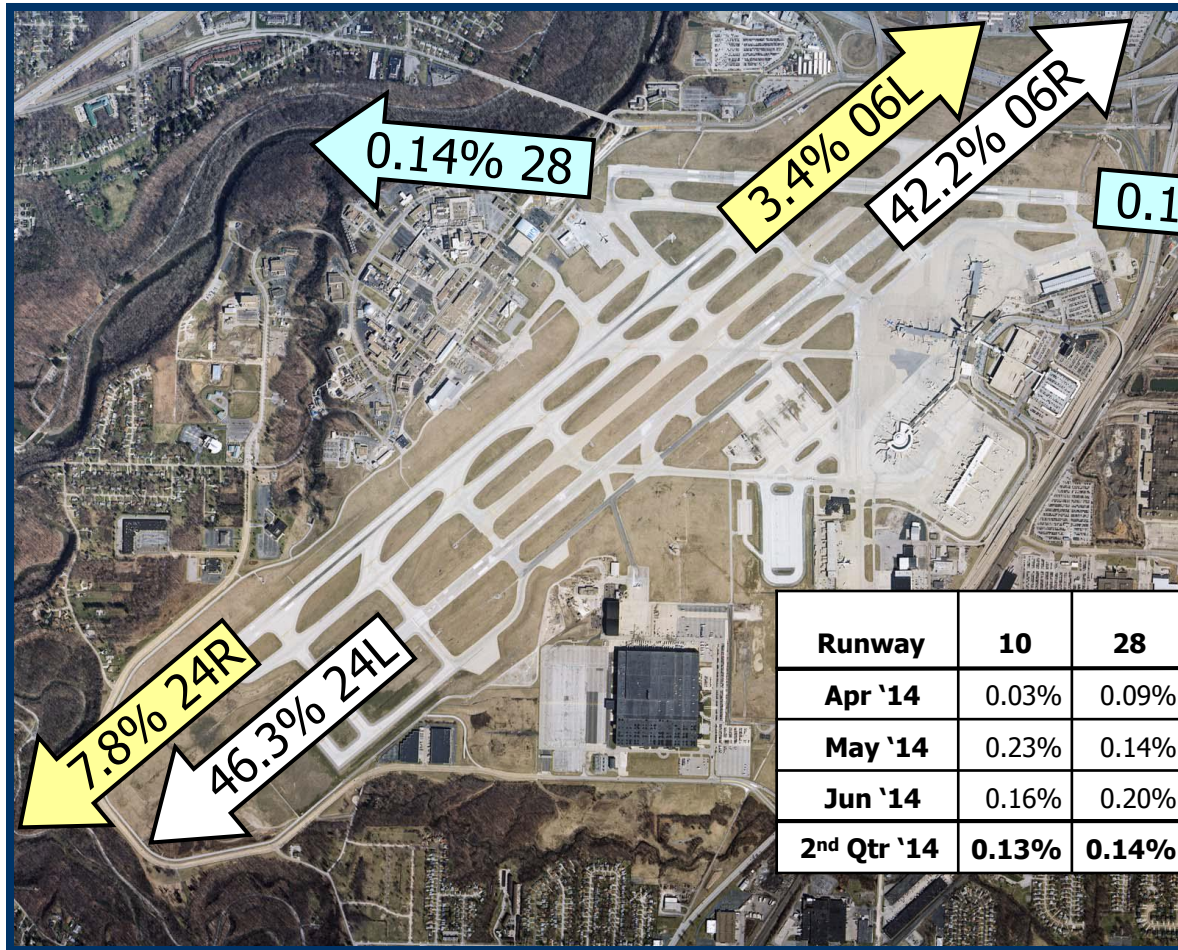 0.14% 28
3.4% 06L
42.2% 06R
0.1
7.8% 24R
46.3% 24L
Runway 10 28
Apr ‘14 0.03% 0.09%
May ‘14 0.23% 0.14%
Jun ‘14 0.16% 0.20%
2nd Qtr ‘14 0.13% 0.14%